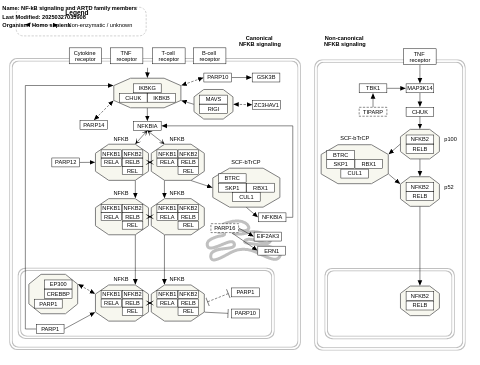 Name: NF-kB signaling and ARTD family members
Legend
Last Modified: 20250327035908
Organism: Homo sapiens
Non-enzymatic / unknown
Canonical
NFKB signaling
Non-canonical
NFKB signaling
Cytokine
receptor
TNF
receptor
T-cell
receptor
B-cell
receptor
TNF
receptor
PARP10
GSK3B
IKBKG
CHUK
IKBKB
MAVS
RIGI
ZC3HAV1
TBK1
MAP3K14
TIPARP
CHUK
PARP14
NFKBIA
NFKB
NFKB
NFKB1
NFKB2
RELA
RELB
REL
NFKB1
NFKB2
RELA
RELB
REL
PARP12
SCF-bTrCP
BTRC
SKP1
RBX1
CUL1
SCF-bTrCP
BTRC
SKP1
RBX1
CUL1
NFKB2
RELB
p100
NFKB2
RELB
p52
NFKB
NFKB
NFKB1
NFKB2
RELA
RELB
REL
NFKB1
NFKB2
RELA
RELB
REL
NFKBIA
PARP16
EIF2AK3
ERN1
NFKB
NFKB
EP300
CREBBP
PARP1
NFKB1
NFKB2
RELA
RELB
REL
NFKB1
NFKB2
RELA
RELB
REL
PARP1
PARP10
PARP1
NFKB2
RELB